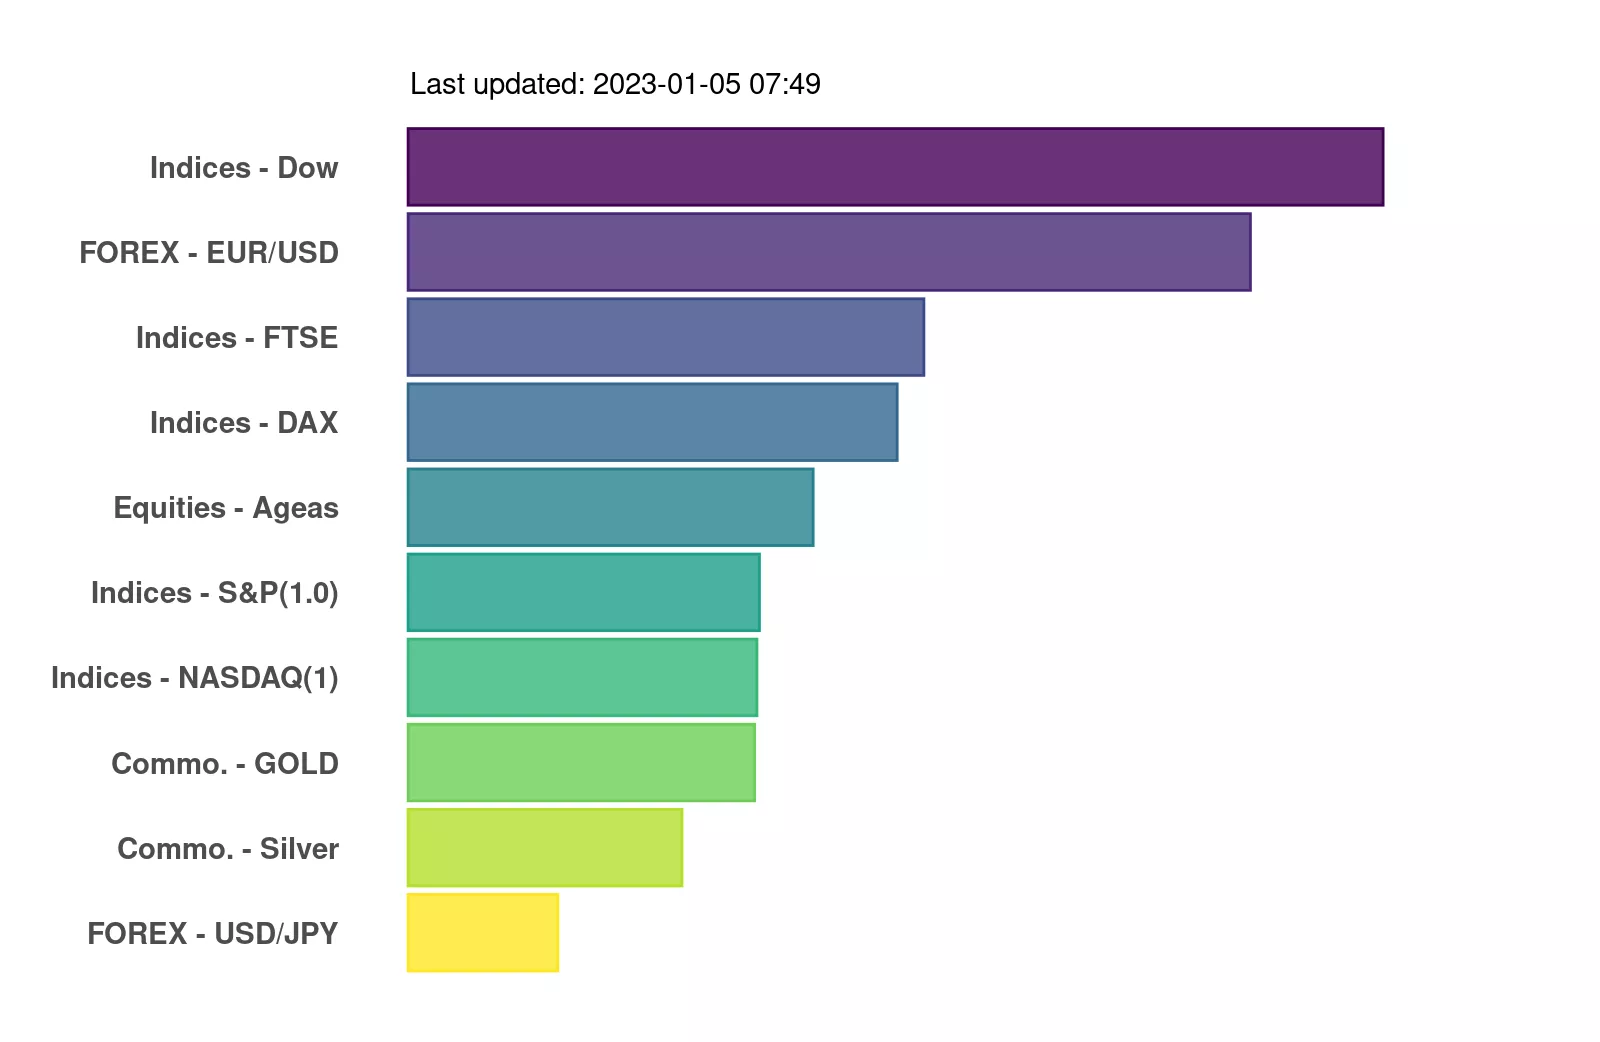 Last updated: 2023-01-05 07:49
Indices - Dow
FOREX - EUR/USD
Indices - FTSE
Indices - DAX
Equities - Ageas
Indices - S&P(1.0)
Indices - NASDAQ(1)
Commo. - GOLD
Commo. - Silver
FOREX - USD/JPY